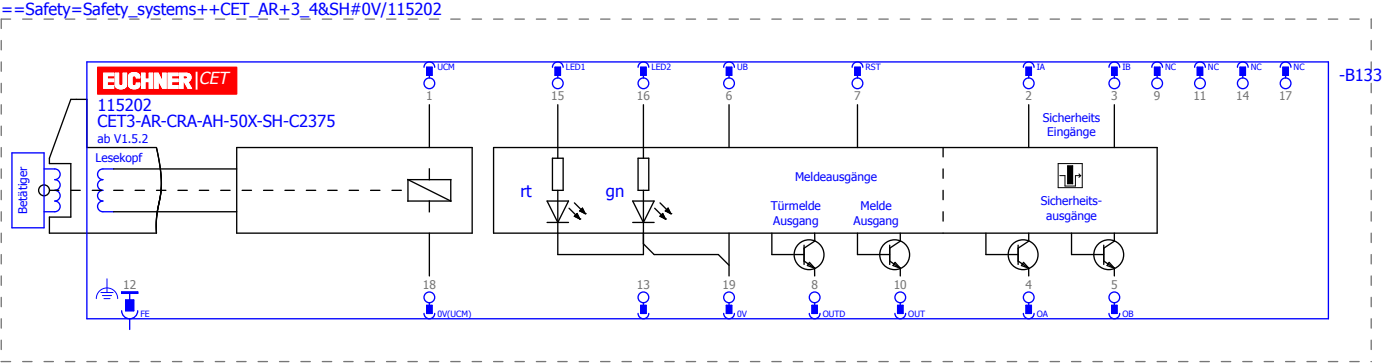 ==Safety=Safety_systems++CET_AR+3_4&SH#0V/115202
UCM
LED1
LED2
UB
RST
IA
IB
NC
NC
NC
NC
-B133
EUCHNER|CET
1
15
16
6
7
2
3
9
11
14
17
115202
CET3-AR-CRA-AH-50X-SH-C2375
ab V1.5.2
Sicherheits
Eingänge
Lesekopf
Betätiger
rt
gn
Meldeausgänge
Türmelde
Ausgang
Melde
Ausgang
Sicherheits-
ausgänge
12
18
13
19
8
10
4
5
FE
0V(UCM)
0V
OUTD
OUT
OA
OB